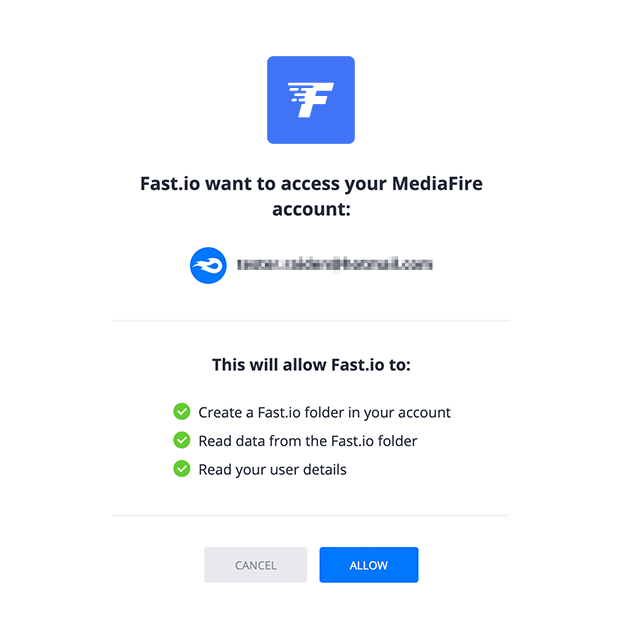 Fast.io want to access your MediaFire
account:
This will allow Fast.io to:
Create a Fast.io folder in your account
Read data from the Fast.io folder
Read your user details
CANCEL
ALLOW